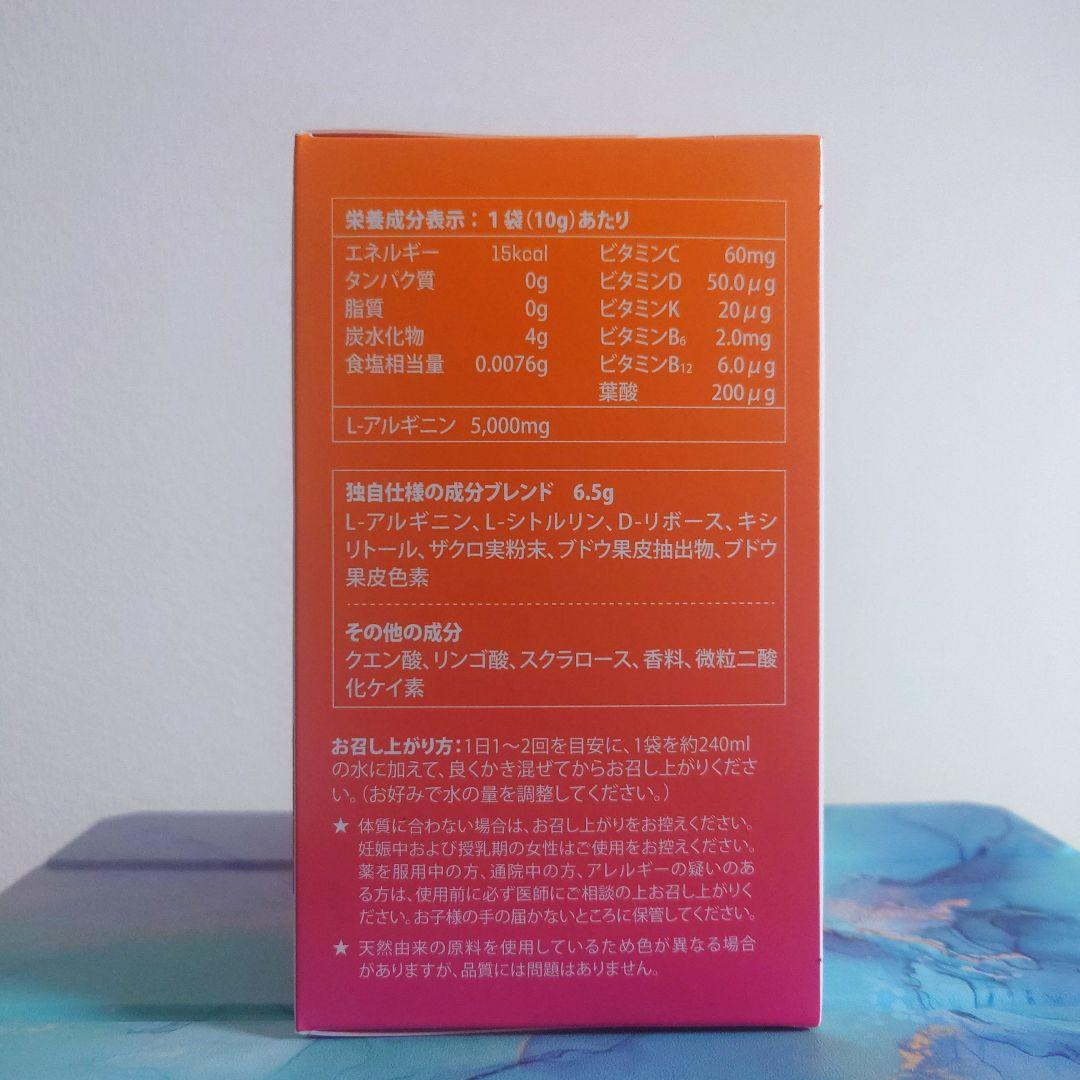 栄養成分表示：1袋(10g)あたり
エネルギー 15kcal ビタミンC 60mg
タンパク質 0g ビタミンD 50.0μg
脂質 0g ビタミンK 20μg
炭水化物 4g ビタミンB₆ 2.0mg
食塩相当量 0.0076g ビタミンB₁₂ 6.0μg
葉酸 200μg
L-アルギニン 5,000mg
独自仕様の成分ブレンド 6.5g
L-アルギニン、L-シトルリン、D-リボース、キシ
リトール、ザクロ実粉末、ブドウ果皮抽出物、ブドウ
果皮色素
その他の成分
クエン酸、リンゴ酸、スクラロース、香料、微粒二酸
化ケイ素
お召し上がり方：1日1～2回を目安に、1袋を約240ml
の水に加えて、良くかき混ぜてからお召し上がりくださ
い。（お好みで水の量を調整してください。）
★ 体質に合わない場合は、お召し上がりをお控えください。
妊娠中および授乳期の女性はご使用をお控えください。
薬を服用中の方、通院中の方、アレルギーの疑いのあ
る方は、使用前に必ず医師にご相談の上お召し上がりく
ださい。お子様の手の届かないところに保管してください。
★ 天然由来の原料を使用しているため色が異なる場合
がありますが、品質には問題はありません。